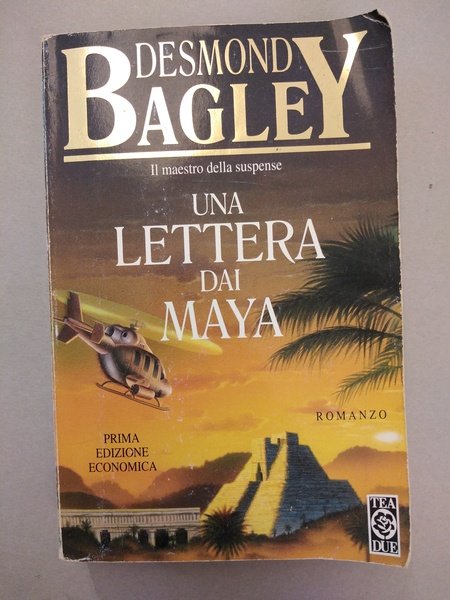 DESMOND
BAGLEY
Il maestro della suspense
UNA
LETTERA
DAI
MAYA
ROMANZO
PRIMA
EDIZIONE
ECONOMICA
TEA
DUE